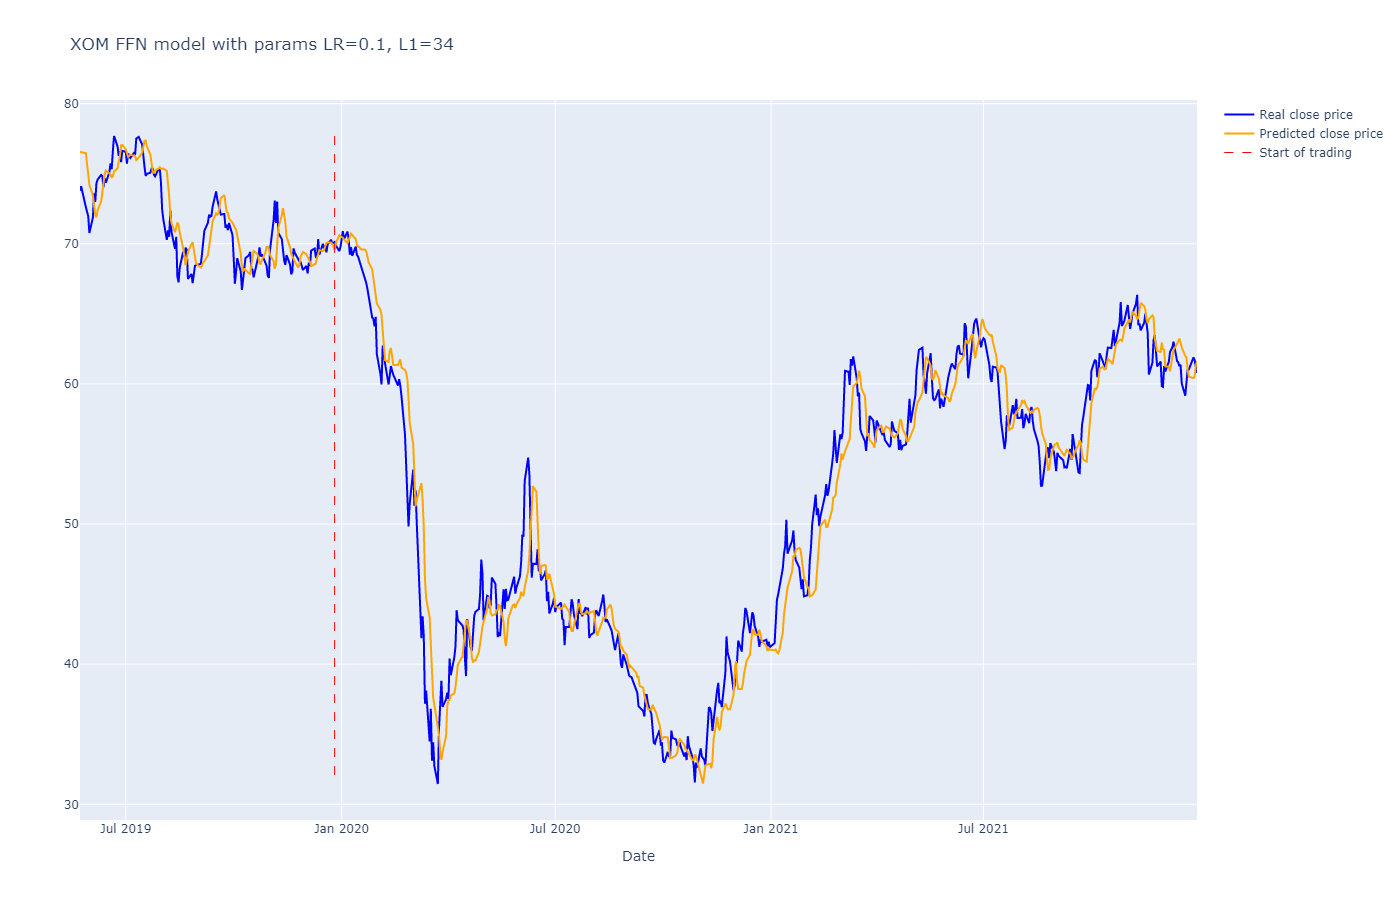 XOM FFN model with params LR=0.1, L1=34
Real close price
Predicted close price
Start of trading
80
70
60
50
40
30
Jul 2019
Jan 2020
Jul 2020
Jan 2021
Jul 2021
Date